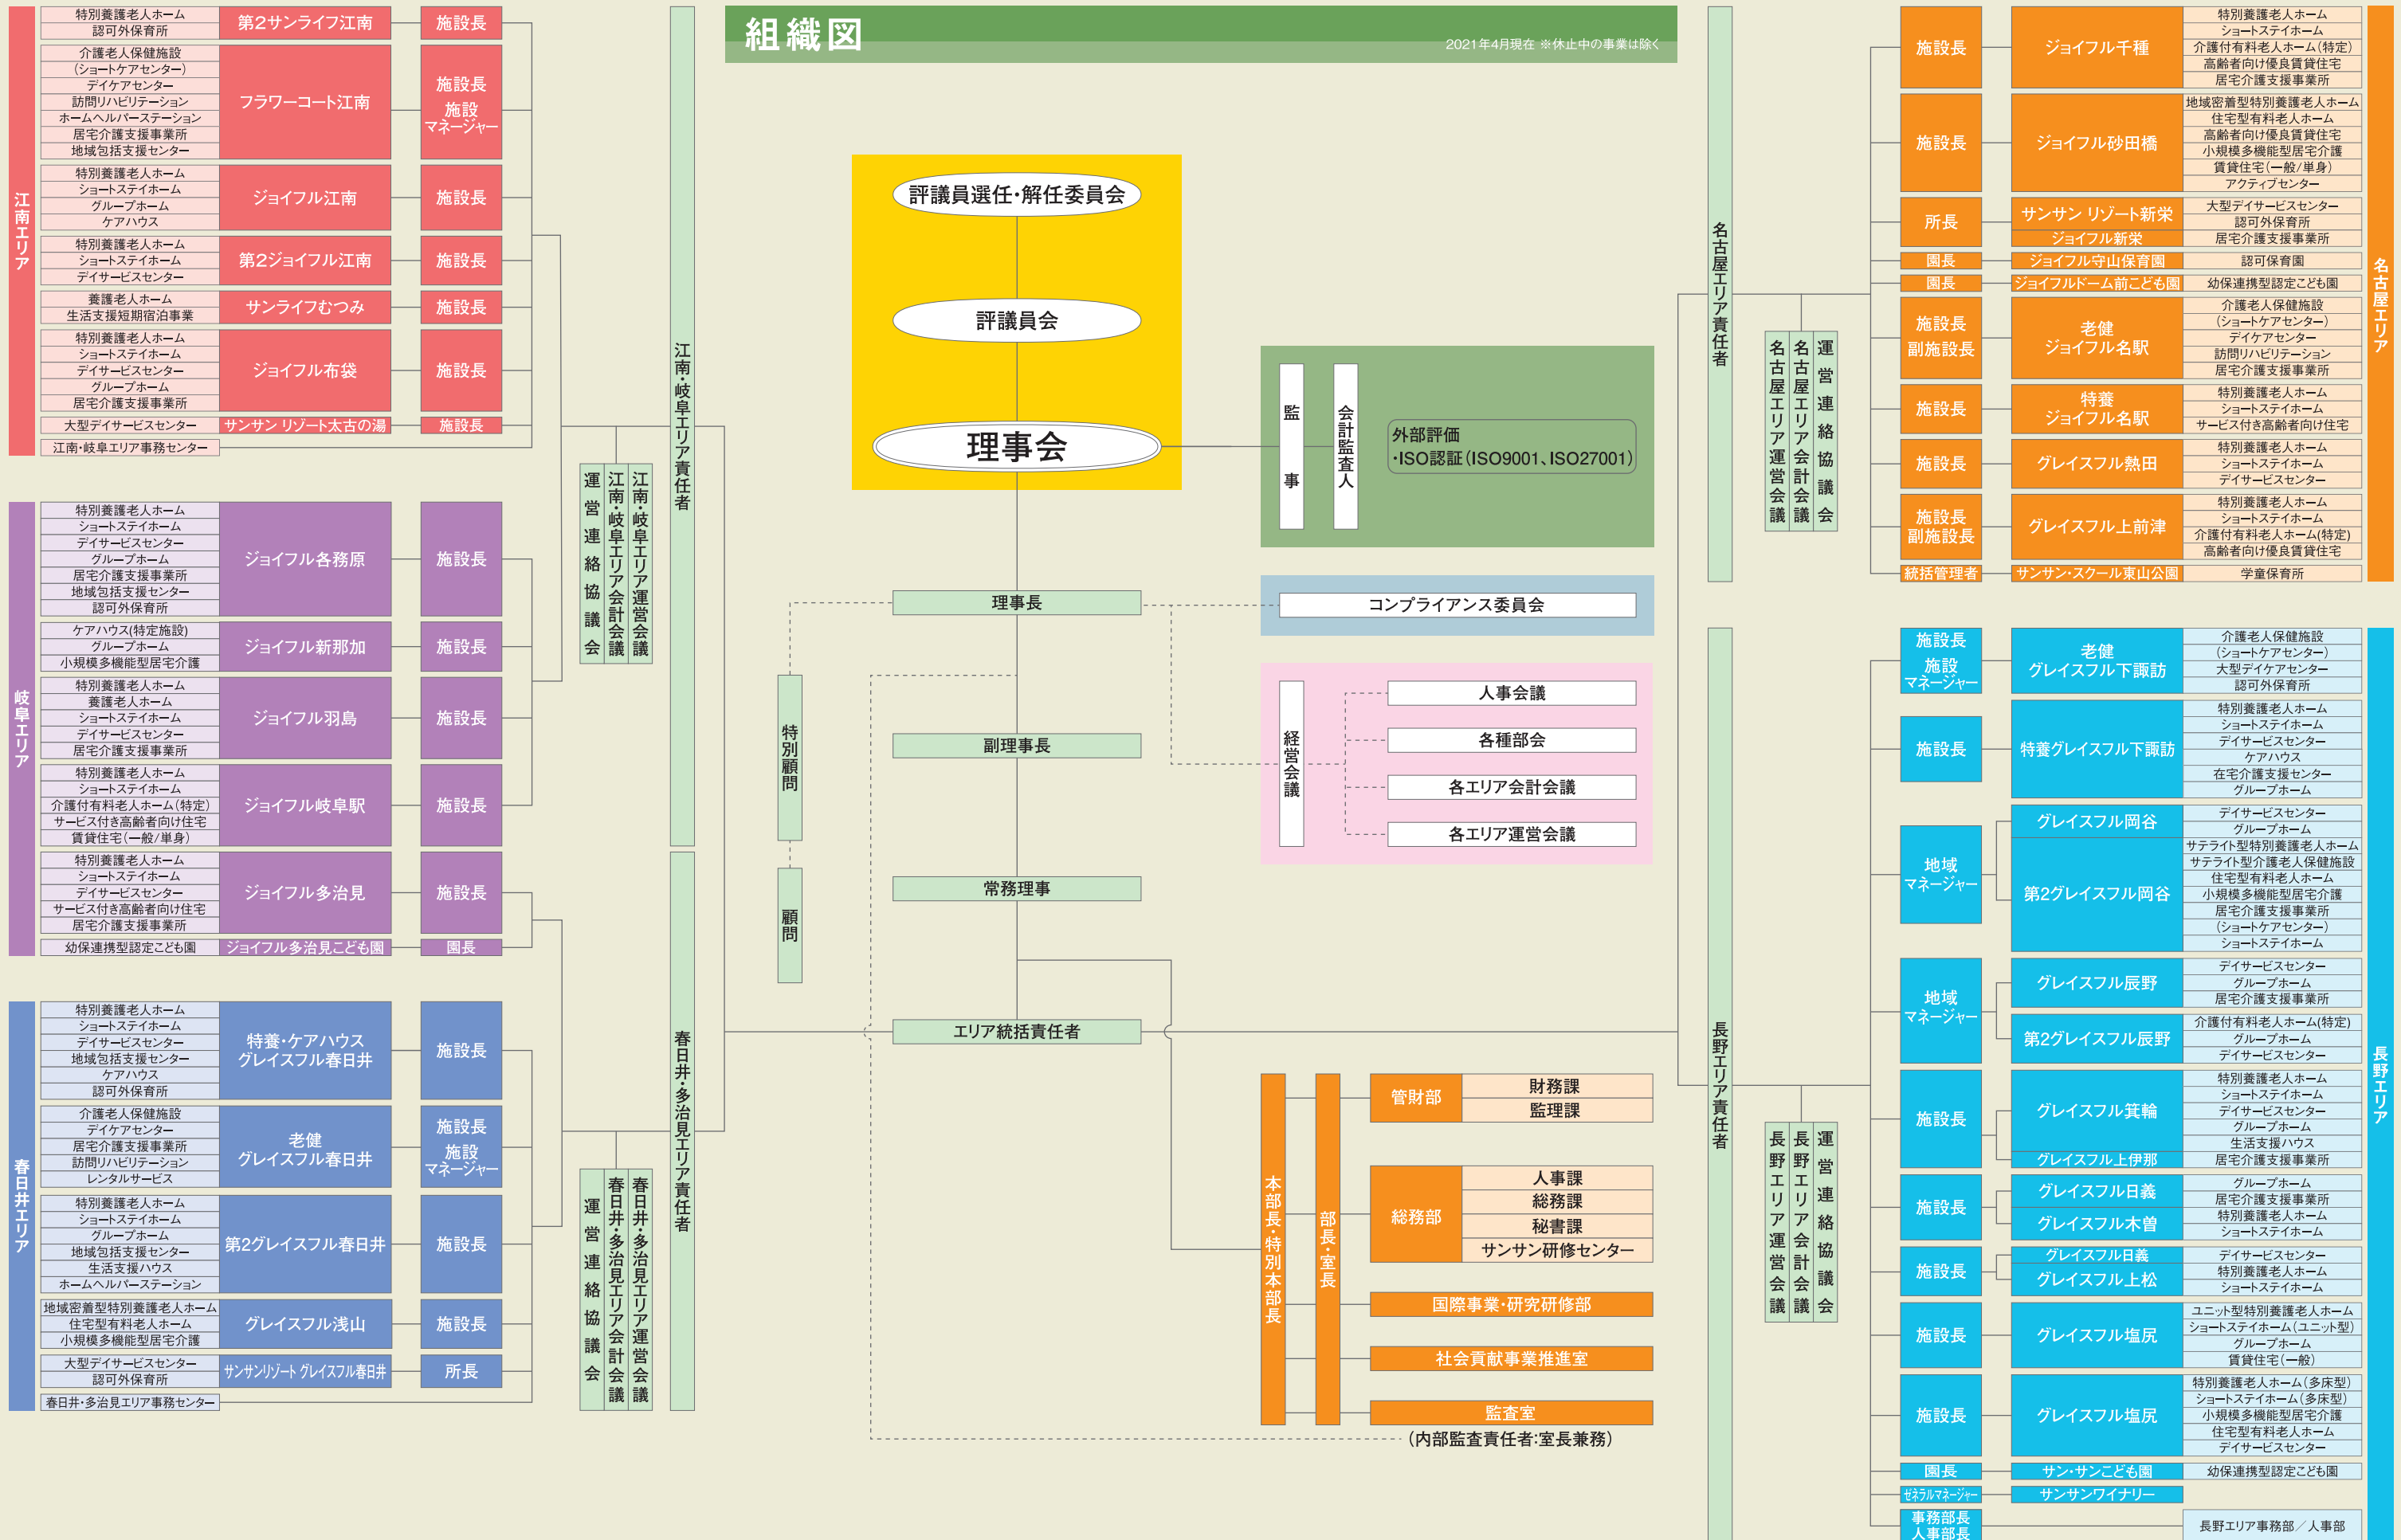 組織図
2021年4月現在 ※休止中の事業は除く
江南エリア
特別養護老人ホーム
認可外保育所
第2サンライフ江南
施設長
介護老人保健施設
（ショートケアセンター）
デイケアセンター
訪問リハビリテーション
ホームヘルパーステーション
居宅介護支援事業所
地域包括支援センター
フラワーコート江南
施設長
施設
マネージャー
特別養護老人ホーム
ショートステイホーム
グループホーム
ケアハウス
ジョイフル江南
施設長
特別養護老人ホーム
ショートステイホーム
デイサービスセンター
第2ジョイフル江南
施設長
養護老人ホーム
生活支援短期宿泊事業
サンライフむつみ
施設長
特別養護老人ホーム
ショートステイホーム
デイサービスセンター
グループホーム
居宅介護支援事業所
ジョイフル布袋
施設長
大型デイサービスセンター
サンサン リゾート太古の湯
施設長
江南・岐阜エリア事務センター
岐阜エリア
特別養護老人ホーム
ショートステイホーム
デイサービスセンター
グループホーム
居宅介護支援事業所
地域包括支援センター
認可外保育所
ジョイフル各務原
施設長
ケアハウス(特定施設)
グループホーム
小規模多機能型居宅介護
ジョイフル新那加
施設長
特別養護老人ホーム
養護老人ホーム
ショートステイホーム
デイサービスセンター
居宅介護支援事業所
ジョイフル羽島
施設長
特別養護老人ホーム
ショートステイホーム
介護付有料老人ホーム（特定）
サービス付き高齢者向け住宅
賃貸住宅（一般/単身）
ジョイフル岐阜駅
施設長
特別養護老人ホーム
ショートステイホーム
デイサービスセンター
サービス付き高齢者向け住宅
居宅介護支援事業所
ジョイフル多治見
施設長
幼保連携型認定こども園
ジョイフル多治見こども園
園長
春日井エリア
特別養護老人ホーム
ショートステイホーム
デイサービスセンター
地域包括支援センター
ケアハウス
認可外保育所
特養・ケアハウス
グレイスフル春日井
施設長
介護老人保健施設
デイケアセンター
居宅介護支援事業所
訪問リハビリテーション
レンタルサービス
老健
グレイスフル春日井
施設長
施設
マネージャー
特別養護老人ホーム
ショートステイホーム
グループホーム
地域包括支援センター
生活支援ハウス
ホームヘルパーステーション
第2グレイスフル春日井
施設長
地域密着型特別養護老人ホーム
住宅型有料老人ホーム
小規模多機能型居宅介護
グレイスフル浅山
施設長
大型デイサービスセンター
認可外保育所
サンサンリゾート グレイスフル春日井
所長
春日井・多治見エリア事務センター
運営連絡協議会
江南・岐阜エリア会計会議
江南・岐阜エリア運営会議
江南・岐阜エリア責任者
運営連絡協議会
春日井・多治見エリア会計会議
春日井・多治見エリア運営会議
春日井・多治見エリア責任者
評議員選任・解任委員会
評議員会
理事会
監事
会計監査人
外部評価
・ISO認証（ISO9001、ISO27001）
理事長
コンプライアンス委員会
特別顧問
顧問
副理事長
経営会議
人事会議
各種部会
各エリア会計会議
各エリア運営会議
常務理事
エリア統括責任者
本部長・特別本部長
部長・室長
管財部
財務課
監理課
総務部
人事課
総務課
秘書課
サンサン研修センター
国際事業・研究研修部
社会貢献事業推進室
監査室
（内部監査責任者：室長兼務）
名古屋エリア責任者
名古屋エリア運営会議
名古屋エリア会計会議
運営連絡協議会
長野エリア責任者
長野エリア運営会議
長野エリア会計会議
運営連絡協議会
名古屋エリア
施設長
ジョイフル千種
特別養護老人ホーム
ショートステイホーム
介護付有料老人ホーム（特定）
高齢者向け優良賃貸住宅
居宅介護支援事業所
施設長
ジョイフル砂田橋
地域密着型特別養護老人ホーム
住宅型有料老人ホーム
高齢者向け優良賃貸住宅
小規模多機能型居宅介護
賃貸住宅（一般/単身）
アクティブセンター
所長
サンサン リゾート新栄
ジョイフル新栄
大型デイサービスセンター
認可外保育所
居宅介護支援事業所
園長
ジョイフル守山保育園
認可保育園
園長
ジョイフルドーム前こども園
幼保連携型認定こども園
施設長
副施設長
老健
ジョイフル名駅
介護老人保健施設
（ショートケアセンター）
デイケアセンター
訪問リハビリテーション
居宅介護支援事業所
施設長
特養
ジョイフル名駅
特別養護老人ホーム
ショートステイホーム
サービス付き高齢者向け住宅
施設長
グレイスフル熱田
特別養護老人ホーム
ショートステイホーム
デイサービスセンター
施設長
副施設長
グレイスフル上前津
特別養護老人ホーム
ショートステイホーム
介護付有料老人ホーム(特定)
高齢者向け優良賃貸住宅
統括管理者
サンサン・スクール東山公園
学童保育所
長野エリア
施設長
施設
マネージャー
老健
グレイスフル下諏訪
介護老人保健施設
（ショートケアセンター）
大型デイケアセンター
認可外保育所
施設長
特養グレイスフル下諏訪
特別養護老人ホーム
ショートステイホーム
デイサービスセンター
ケアハウス
在宅介護支援センター
グループホーム
地域
マネージャー
グレイスフル岡谷
デイサービスセンター
グループホーム
第2グレイスフル岡谷
サテライト型特別養護老人ホーム
サテライト型介護老人保健施設
住宅型有料老人ホーム
小規模多機能型居宅介護
居宅介護支援事業所
（ショートケアセンター）
ショートステイホーム
地域
マネージャー
グレイスフル辰野
デイサービスセンター
グループホーム
居宅介護支援事業所
第2グレイスフル辰野
介護付有料老人ホーム(特定)
グループホーム
デイサービスセンター
施設長
グレイスフル箕輪
特別養護老人ホーム
ショートステイホーム
デイサービスセンター
グループホーム
生活支援ハウス
グレイスフル上伊那
居宅介護支援事業所
施設長
グレイスフル日義
グループホーム
居宅介護支援事業所
グレイスフル木曽
特別養護老人ホーム
ショートステイホーム
施設長
グレイスフル日義
デイサービスセンター
グレイスフル上松
特別養護老人ホーム
ショートステイホーム
施設長
グレイスフル塩尻
ユニット型特別養護老人ホーム
ショートステイホーム（ユニット型）
グループホーム
賃貸住宅（一般）
施設長
グレイスフル塩尻
特別養護老人ホーム（多床型）
ショートステイホーム（多床型）
小規模多機能型居宅介護
住宅型有料老人ホーム
デイサービスセンター
園長
サン・サンこども園
幼保連携型認定こども園
ゼネラルマネージャー
サンサンワイナリー
事務部長
人事部長
長野エリア事務部／人事部